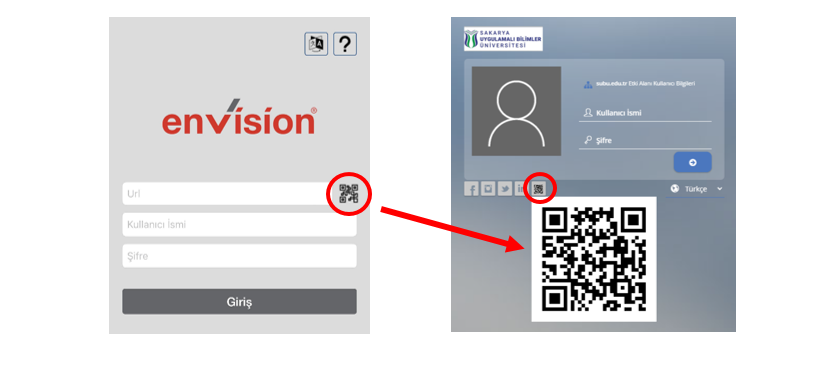 ?
envision®
Url
Kullanıcı İsmi
Şifre
Giriş
SAKARYA
UYGULAMALI BİLİMLER
ÜNİVERSİTESİ
subu.edu.tr Etki Alanı Kullanıcı Bilgileri
Kullanıcı İsmi
Şifre
Türkçe